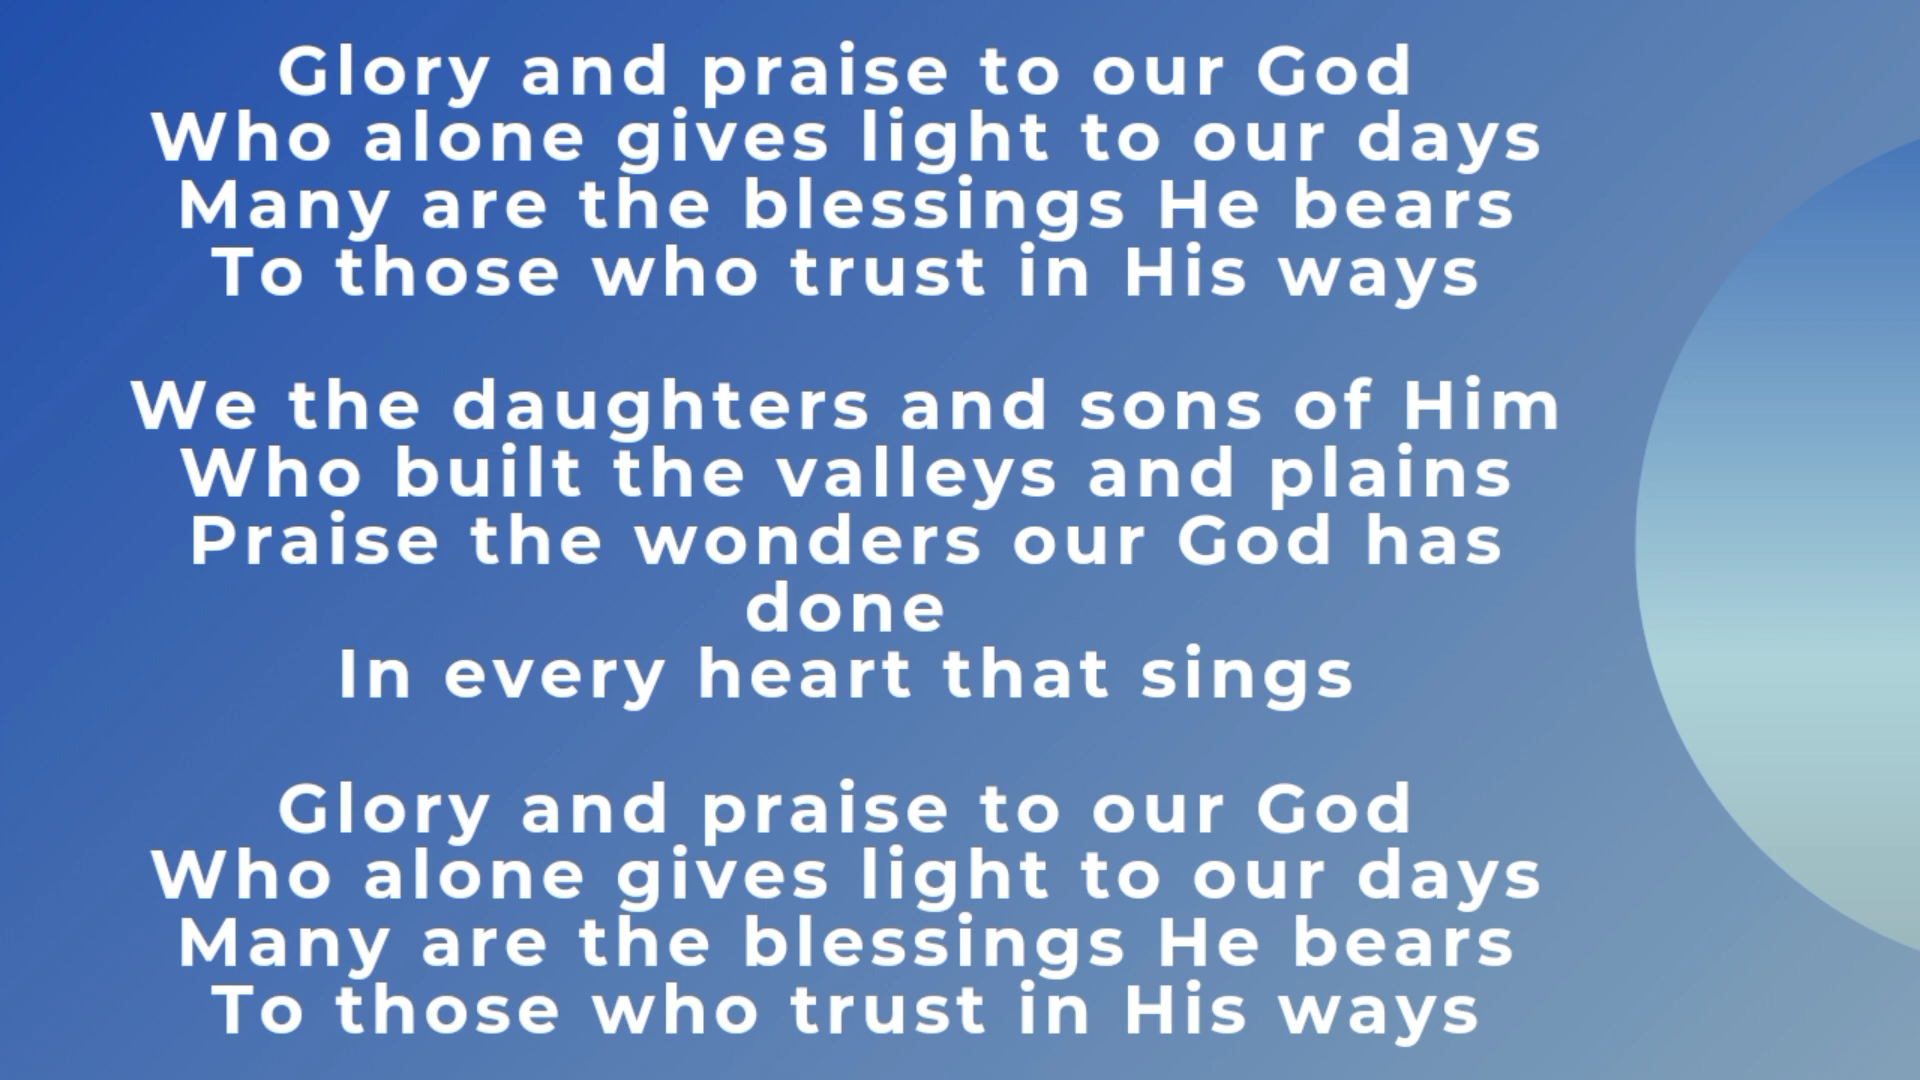 Glory and praise to our God
Who alone gives light to our days
Many are the blessings He bears
To those who trust in His ways
We the daughters and sons of Him
Who built the valleys and plains
Praise the wonders our God has
done
In every heart that sings
Glory and praise to our God
Who alone gives light to our days
Many are the blessings He bears
To those who trust in His ways